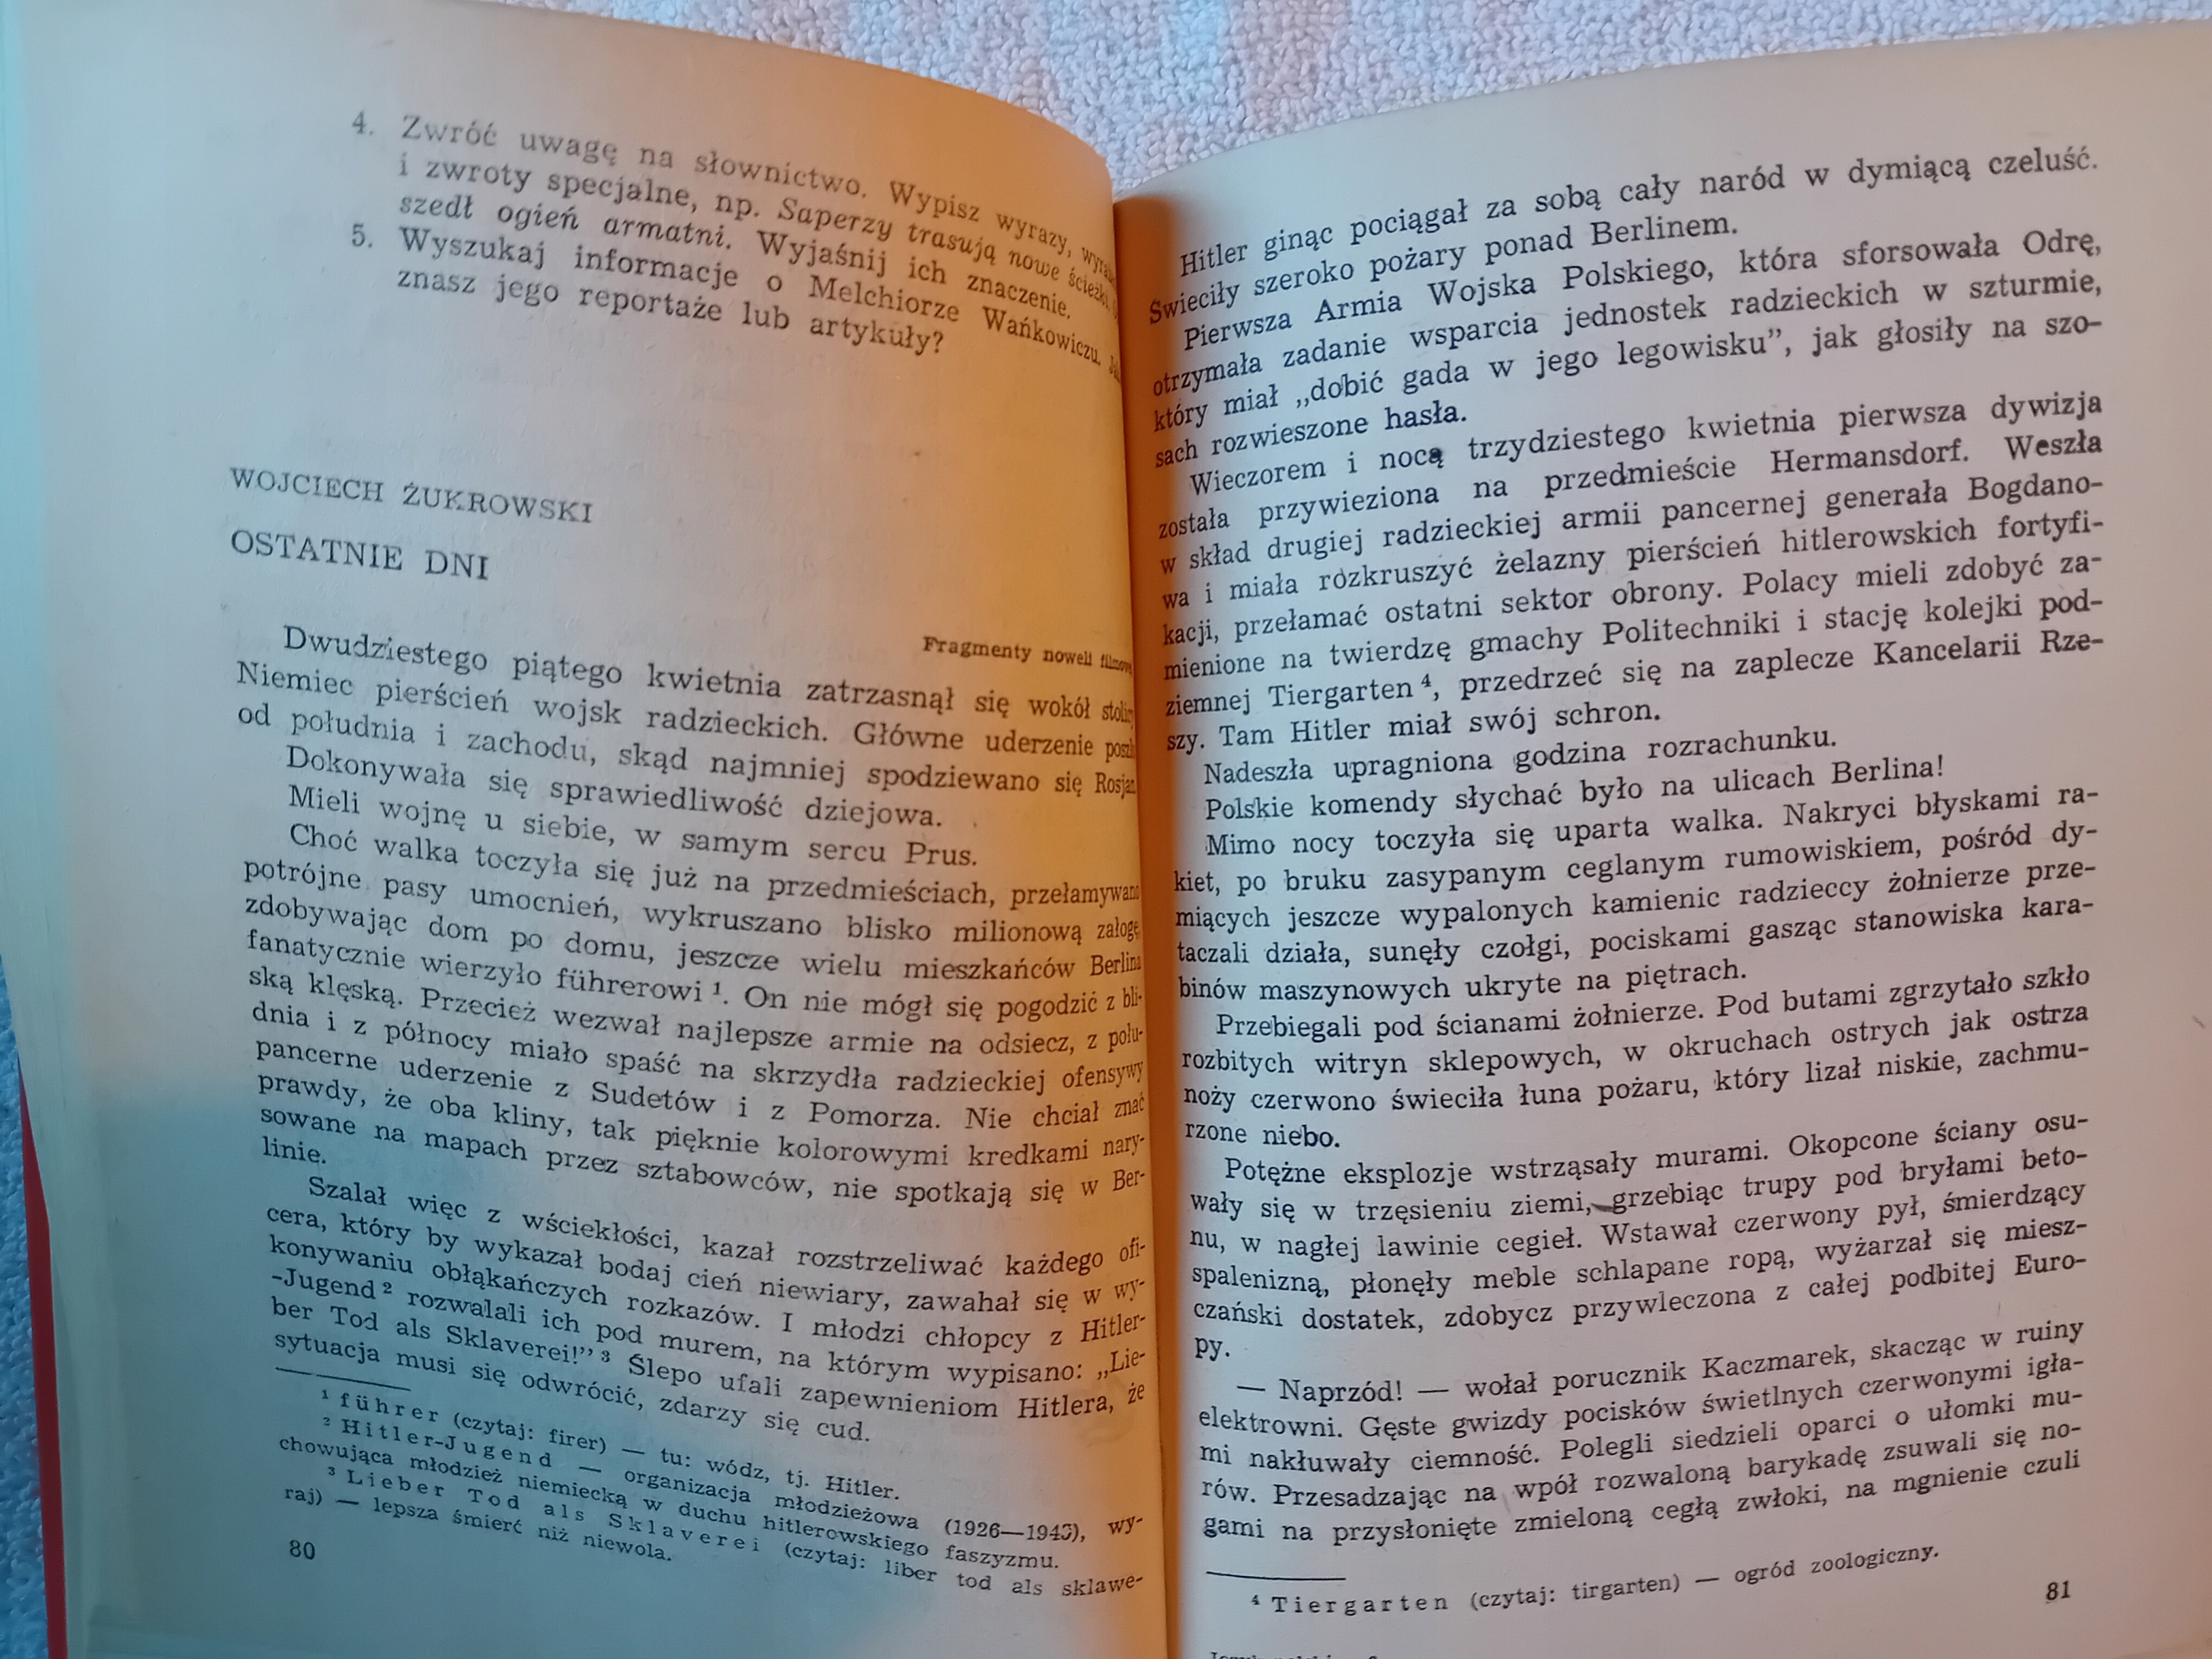 4. Zwróć uwagę na słownictwo. Wypisz wyrazy,
i zwroty specjalne, np. Saperzy trasują nowe ścieżki.
szedł ogień armatni. Wyjaśnij ich znaczenie.
5. Wyszukaj informacje o Melchiorze Wańkowiczu.
znasz jego reportaże lub artykuły?
WOJCIECH ŻUKROWSKI
OSTATNIE DNI
Fragmenty noweli
Dwudziestego piątego kwietnia zatrzasnął się wokół
Niemiec pierścień wojsk radzieckich. Główne uderzenie
od południa i zachodu, skąd najmniej spodziewano się
Dokonywała się sprawiedliwość dziejowa.
Mieli wojnę u siebie, w samym sercu Prus.
Choć walka toczyła się już na przedmieściach, przełamywano
potrójne pasy umocnień, wykruszano blisko milionową załogę
zdobywając dom po domu, jeszcze wielu mieszkańców Berlina
fanatycznie wierzyło führerowi ¹. On nie mógł się pogodzić z bli-
ską klęską. Przecież wezwał najlepsze armie na odsiecz, z połu-
dnia i z północy miało spaść na skrzydła radzieckiej ofensywy
pancerne uderzenie z Sudetów i z Pomorza. Nie chciał znać
prawdy, że oba kliny, tak pięknie kolorowymi kredkami nary-
sowane na mapach przez sztabowców, nie spotkają się w Ber-
linie.
Szalał więc z wściekłości, kazał rozstrzeliwać każdego ofi-
cera, który by wykazał bodaj cień niewiary, zawahał się w wy-
konywaniu obłąkańczych rozkazów. I młodzi chłopcy z Hitler-
-Jugend ² rozwalali ich pod murem, na którym wypisano: „Lie-
ber Tod als Sklaverei!” ³ Ślepo ufali zapewnieniom Hitlera, że
sytuacja musi się odwrócić, zdarzy się cud.
¹ führer (czytaj: firer) — tu: wódz, tj. Hitler.
² Hitler-Jugend — organizacja młodzieżowa (1926—1945), wy-
chowująca młodzież niemiecką w duchu hitlerowskiego faszyzmu.
³ Lieber Tod als Sklaverei (czytaj: liber tod als sklawe-
raj) — lepsza śmierć niż niewola.
80
Hitler ginąc pociągał za sobą cały naród w dymiącą czeluść.
Świeciły szeroko pożary ponad Berlinem.
Pierwsza Armia Wojska Polskiego, która sforsowała Odrę,
otrzymała zadanie wsparcia jednostek radzieckich w szturmie,
który miał „dobić gada w jego legowisku”, jak głosiły na szo-
sach rozwieszone hasła.
Wieczorem i nocą trzydziestego kwietnia pierwsza dywizja
została przywieziona na przedmieście Hermansdorf. Weszła
w skład drugiej radzieckiej armii pancernej generała Bogdano-
wa i miała rozkruszyć żelazny pierścień hitlerowskich fortyfi-
kacji, przełamać ostatni sektor obrony. Polacy mieli zdobyć za-
mienione na twierdzę gmachy Politechniki i stację kolejki pod-
ziemnej Tiergarten ⁴, przedrzeć się na zaplecze Kancelarii Rze-
szy. Tam Hitler miał swój schron.
Nadeszła upragniona godzina rozrachunku.
Polskie komendy słychać było na ulicach Berlina!
Mimo nocy toczyła się uparta walka. Nakryci błyskami ra-
kiet, po bruku zasypanym ceglanym rumowiskiem, pośród dy-
miących jeszcze wypalonych kamienic radzieccy żołnierze prze-
taczali działa, sunęły czołgi, pociskami gasząc stanowiska kara-
binów maszynowych ukryte na piętrach.
Przebiegali pod ścianami żołnierze. Pod butami zgrzytało szkło
rozbitych witryn sklepowych, w okruchach ostrych jak ostrza
noży czerwono świeciła łuna pożaru, który lizał niskie, zachmu-
rzone niebo.
Potężne eksplozje wstrząsały murami. Okopcone ściany osu-
wały się w trzęsieniu ziemi, grzebiąc trupy pod bryłami beto-
nu, w nagłej lawinie cegieł. Wstawał czerwony pył, śmierdzący
spalenizną, płonęły meble schlapane ropą, wyżarzał się miesz-
czański dostatek, zdobycz przywleczona z całej podbitej Euro-
py.
— Naprzód! — wołał porucznik Kaczmarek, skacząc w ruiny
elektrowni. Gęste gwizdy pocisków świetlnych czerwonymi igła-
mi nakłuwały ciemność. Polegli siedzieli oparci o ułomki mu-
rów. Przesadzając na wpół rozwaloną barykadę zsuwali się no-
gami na przysłonięte zmieloną cegłą zwłoki, na mgnienie czuli
⁴ Tiergarten (czytaj: tirgarten) — ogród zoologiczny.
81